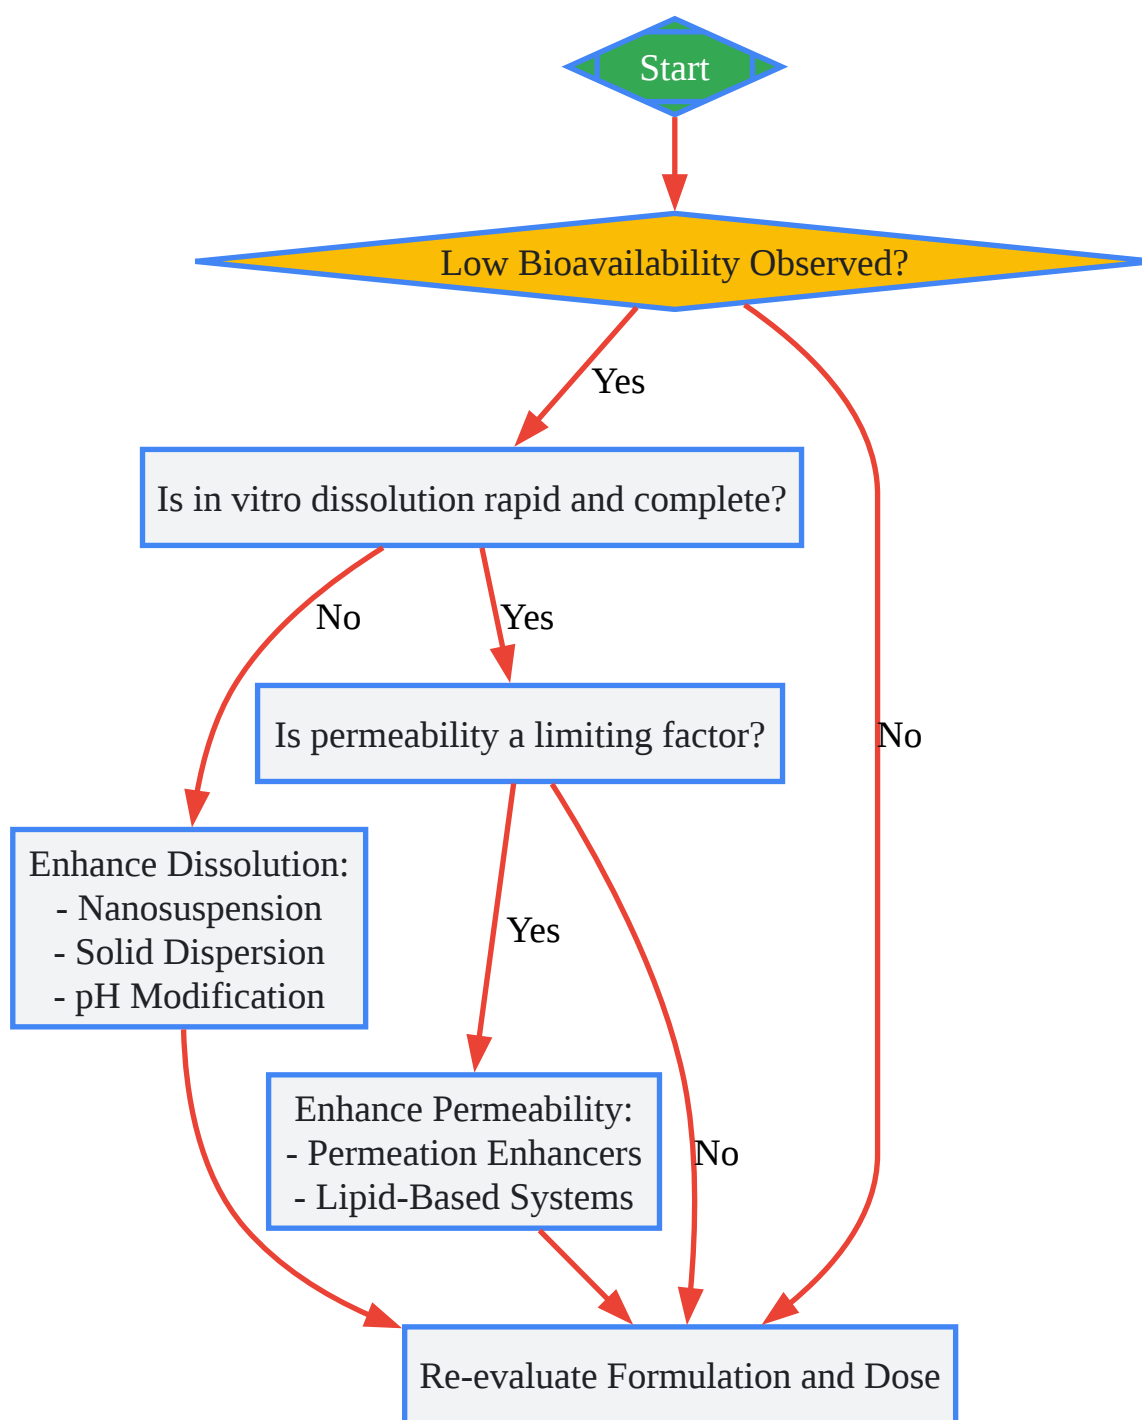 Start
Low Bioavailability Observed?
Yes
Is in vitro dissolution rapid and complete?
No
Yes
Is permeability a limiting factor?
No
Enhance Dissolution:
- Nanosuspension
- Solid Dispersion
- pH Modification
Yes
Enhance Permeability:
- Permeation Enhancers
- Lipid-Based Systems
No
Re-evaluate Formulation and Dose